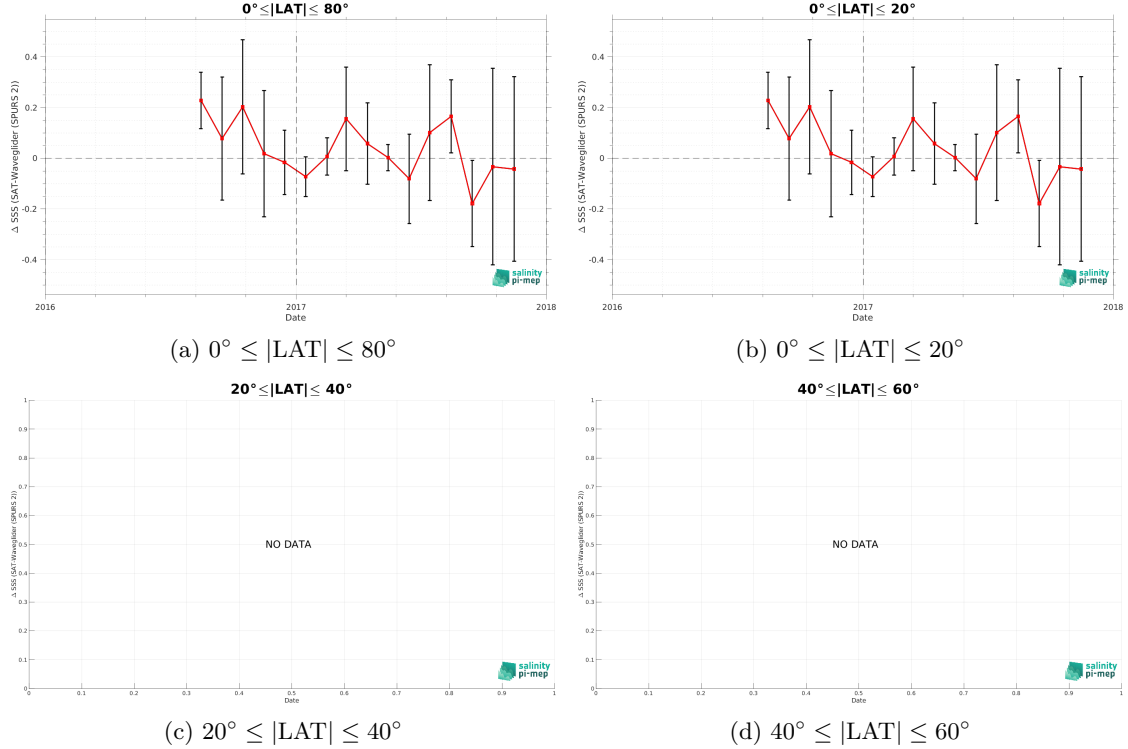 0°≤|LAT|≤ 80°
Δ SSS (SAT-Waveglider (SPURS 2))
0.4
0.2
0
-0.2
-0.4
2016
2017
2018
Date
salinity
pi-mep
(a) 0° ≤ |LAT| ≤ 80°
0°≤|LAT|≤ 20°
Δ SSS (SAT-Waveglider (SPURS 2))
0.4
0.2
0
-0.2
-0.4
2016
2017
2018
Date
salinity
pi-mep
(b) 0° ≤ |LAT| ≤ 20°
20°≤|LAT|≤ 40°
Δ SSS (SAT-Waveglider (SPURS 2))
1
0.9
0.8
0.7
0.6
0.5
0.4
0.3
0.2
0.1
0
NO DATA
0 0.1 0.2 0.3 0.4 0.5 0.6 0.7 0.8 0.9 1
Date
salinity
pi-mep
(c) 20° ≤ |LAT| ≤ 40°
40°≤|LAT|≤ 60°
Δ SSS (SAT-Waveglider (SPURS 2))
1
0.9
0.8
0.7
0.6
0.5
0.4
0.3
0.2
0.1
0
NO DATA
0 0.1 0.2 0.3 0.4 0.5 0.6 0.7 0.8 0.9 1
Date
salinity
pi-mep
(d) 40° ≤ |LAT| ≤ 60°